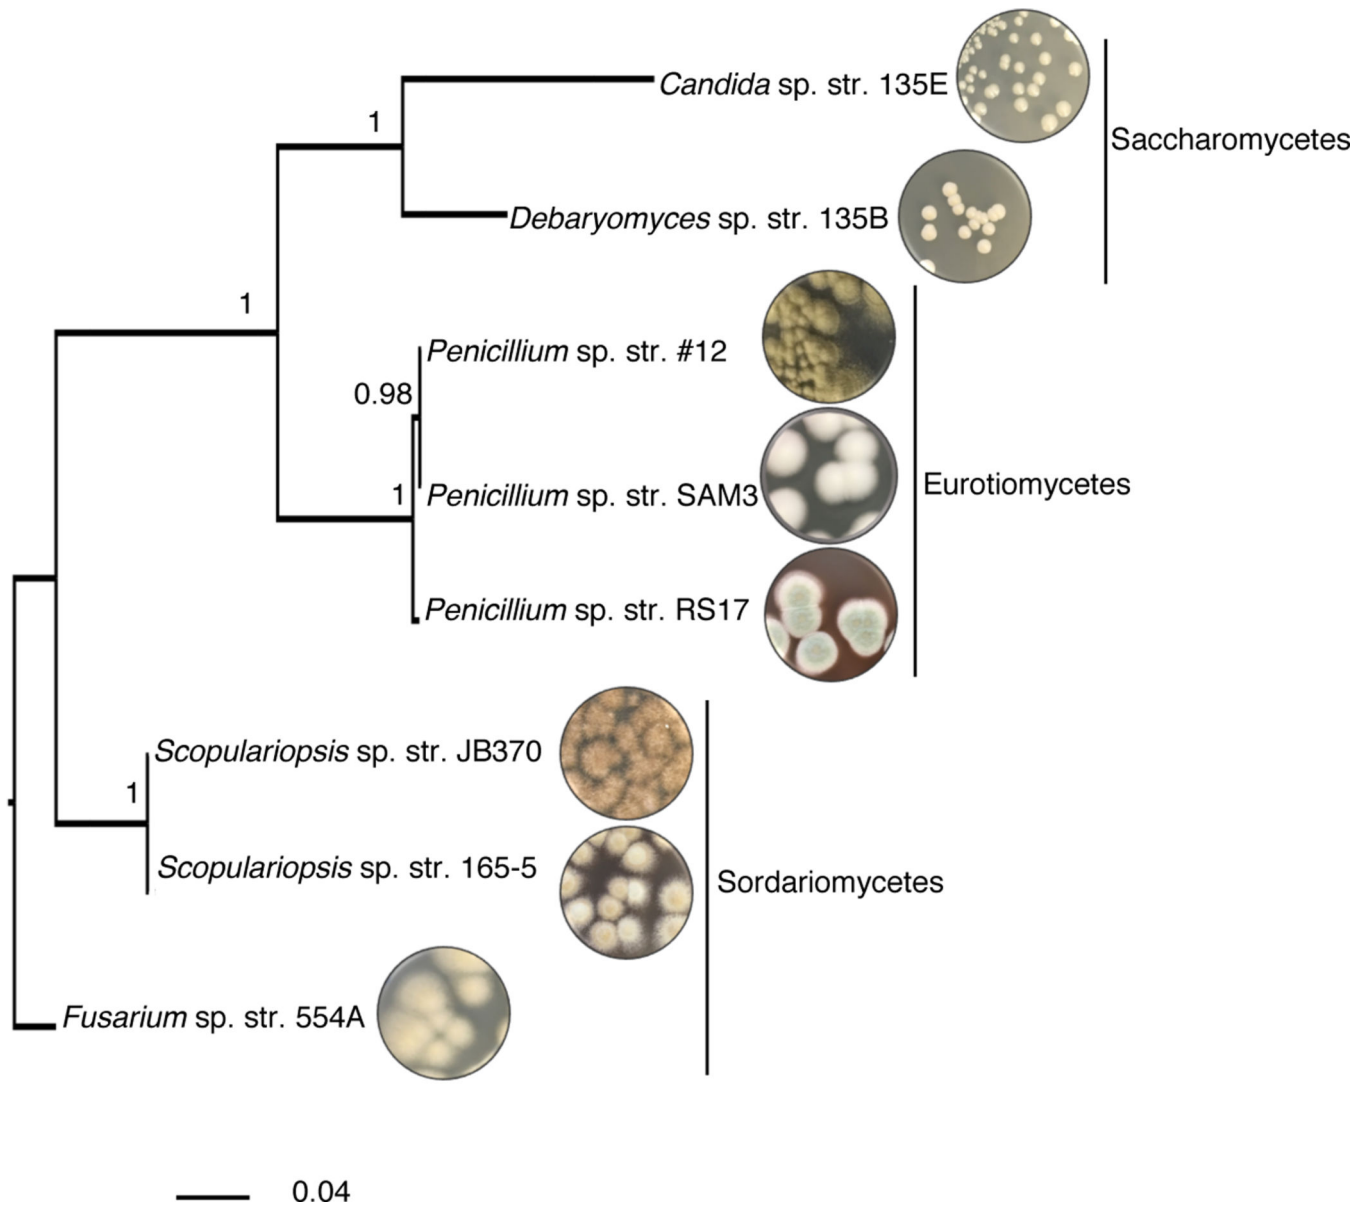 Candida sp. str. 135E
1
Saccharomycetes
Debaryomyces sp. str. 135B
1
Penicillium sp. str. #12
0.98
Eurotiomycetes
1
Penicillium sp. str. SAM3
Penicillium sp. str. RS17
Scopulariopsis sp. str. JB370
1
Scopulariopsis sp. str. 165-5
Sordariomycetes
Fusarium sp. str. 554A
0.04